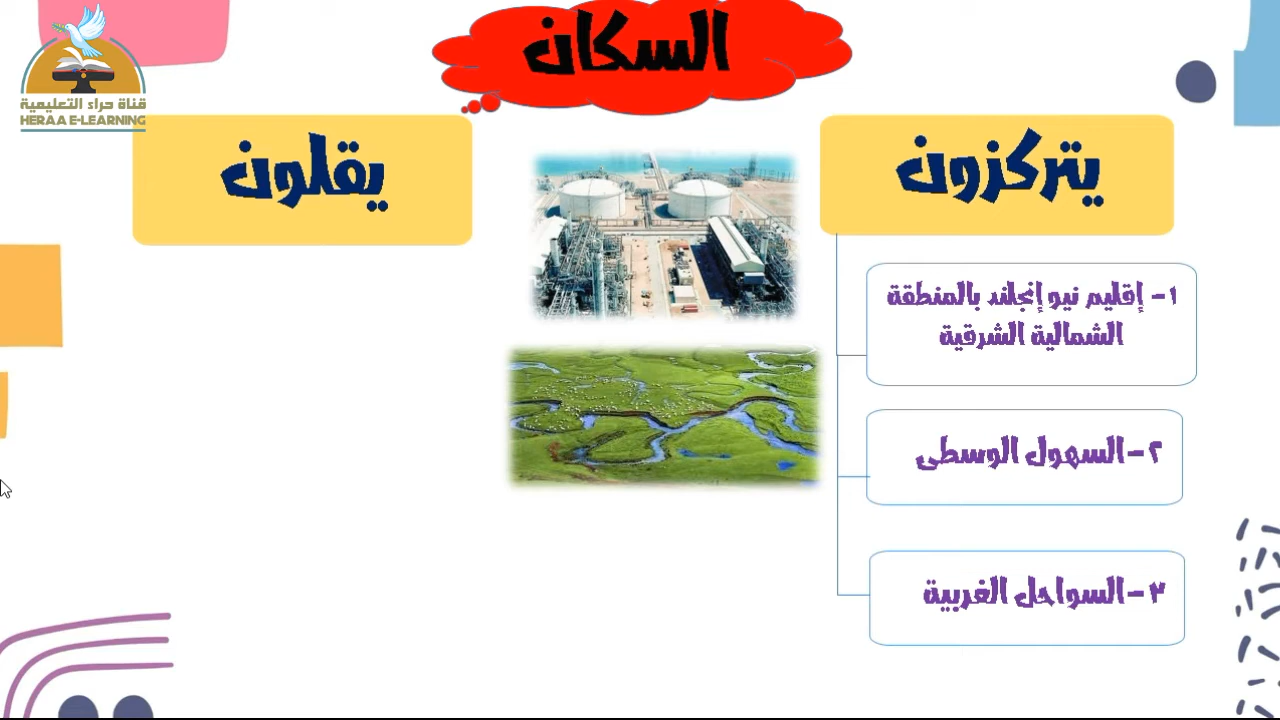 السكان
قناة حراء التعليمية
HERAA E-LEARNING
يتركزون
يقلون
١- إقليم نيو إنجلند بالمنطقة
الشمالية الشرقية
٢-السهول الوسطى
٣-السواحل الغربية